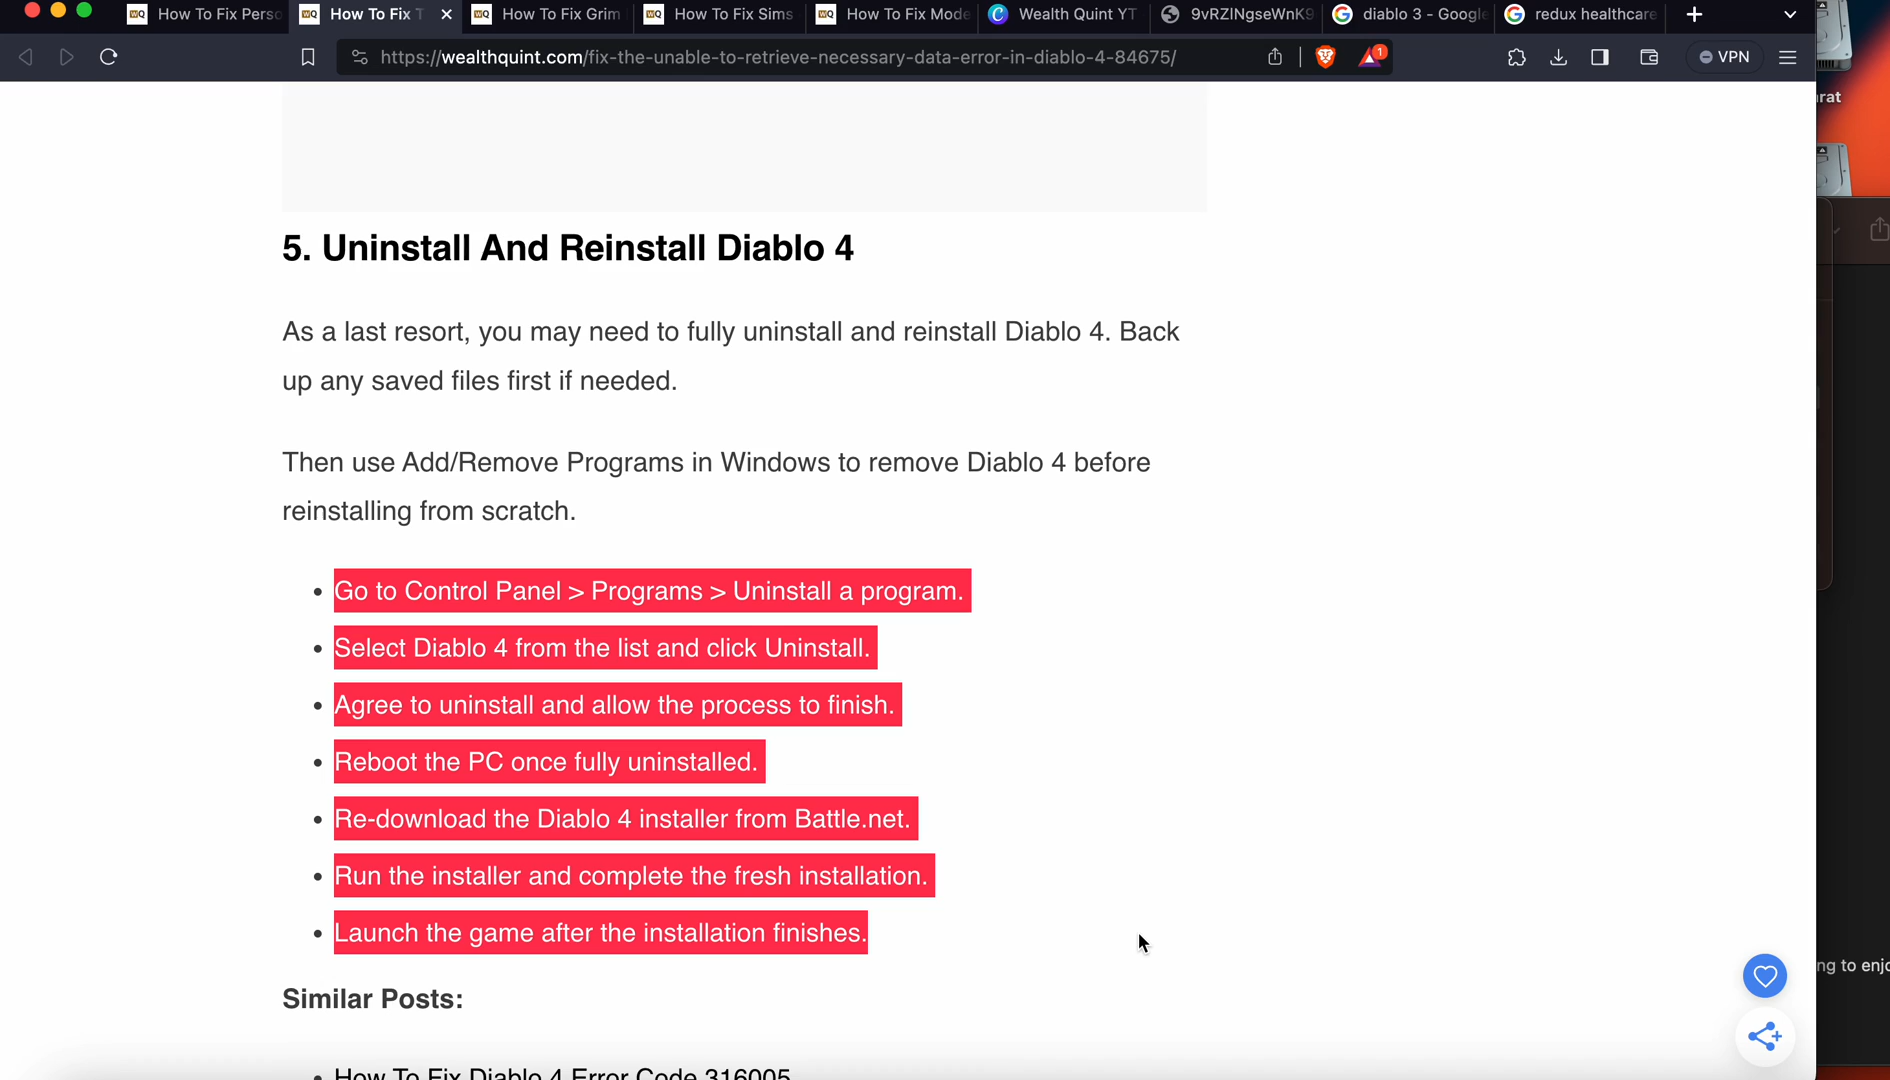 How To Fix Perso
How To Fix T
How To Fix Grim
How To Fix Sims
How To Fix Mode
Wealth Quint YT
9vRZINgseWnK9
diablo 3 - Google
redux healthcare
https://wealthquint.com/fix-the-unable-to-retrieve-necessary-data-error-in-diablo-4-84675/
1
VPN
rat
5. Uninstall And Reinstall Diablo 4
As a last resort, you may need to fully uninstall and reinstall Diablo 4. Back
up any saved files first if needed.
Then use Add/Remove Programs in Windows to remove Diablo 4 before
reinstalling from scratch.
Go to Control Panel > Programs > Uninstall a program.
Select Diablo 4 from the list and click Uninstall.
Agree to uninstall and allow the process to finish.
Reboot the PC once fully uninstalled.
Re-download the Diablo 4 installer from Battle.net.
Run the installer and complete the fresh installation.
Launch the game after the installation finishes.
ng to enjo
Similar Posts:
How To Fix Diablo 4 Error Code 316005